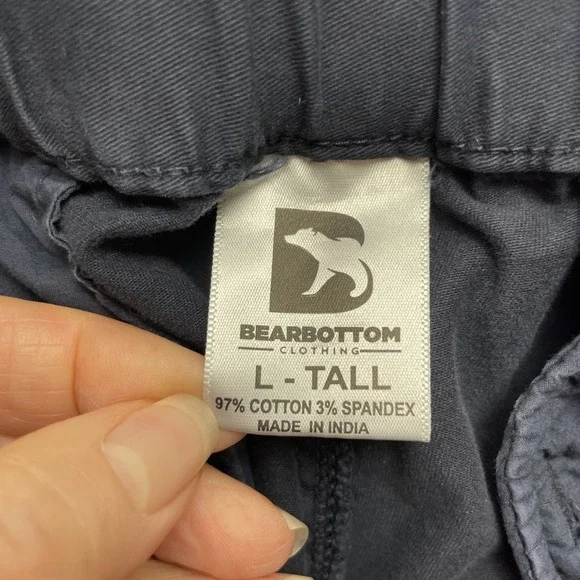 B
BEARBOTTOM
CLOTHING
L - TALL
97% COTTON 3% SPANDEX
MADE IN INDIA